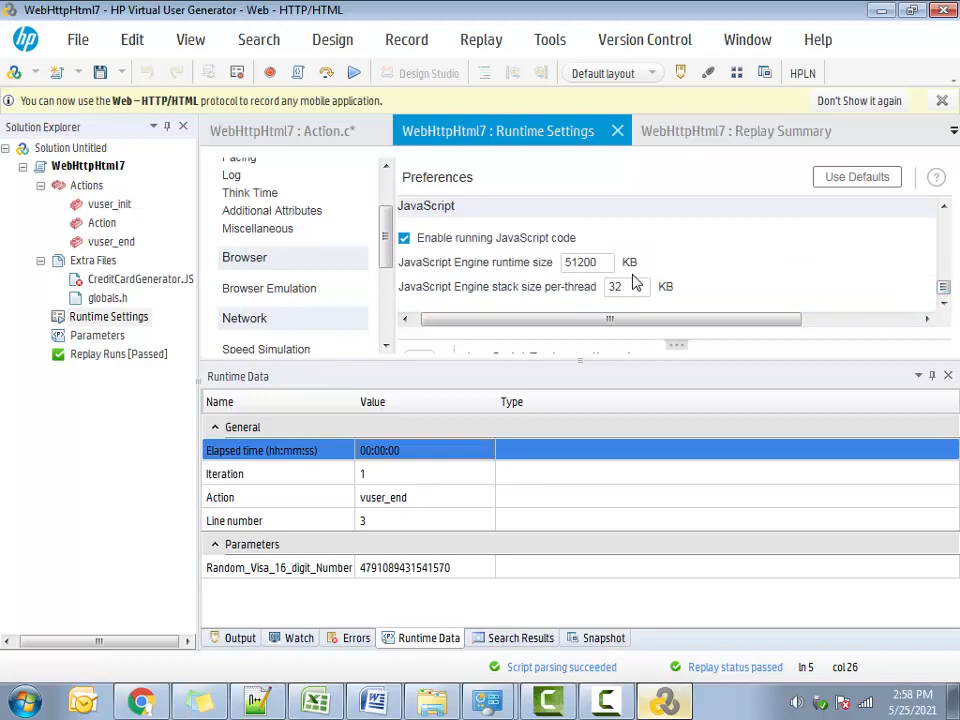 WebHttpHtml7 - HP Virtual User Generator - Web - HTTP/HTML
hp
File Edit View Search Design Record Replay Tools Version Control Window Help
Design Studio Default layout HPLN
You can now use the Web – HTTP/HTML protocol to record any mobile application. Don't Show it again
Solution Explorer
WebHttpHtml7 : Action.c* WebHttpHtml7 : Runtime Settings WebHttpHtml7 : Replay Summary
Solution Untitled
WebHttpHtml7
Actions
vuser_init
Action
vuser_end
Extra Files
CreditCardGenerator.JS
globals.h
Runtime Settings
Parameters
Replay Runs [Passed]
Pacing
Log
Think Time
Additional Attributes
Miscellaneous
Browser
Browser Emulation
Network
Speed Simulation
Preferences Use Defaults ?
JavaScript
Enable running JavaScript code
JavaScript Engine runtime size 51200 KB
JavaScript Engine stack size per-thread 32 KB
Runtime Data
Name Value Type
General
Elapsed time (hh:mm:ss) 00:00:00
Iteration 1
Action vuser_end
Line number 3
Parameters
Random_Visa_16_digit_Number 4791089431541570
Output Watch Errors Runtime Data Search Results Snapshot
Script parsing succeeded Replay status passed ln 5 col 26
2:58 PM
5/25/2021